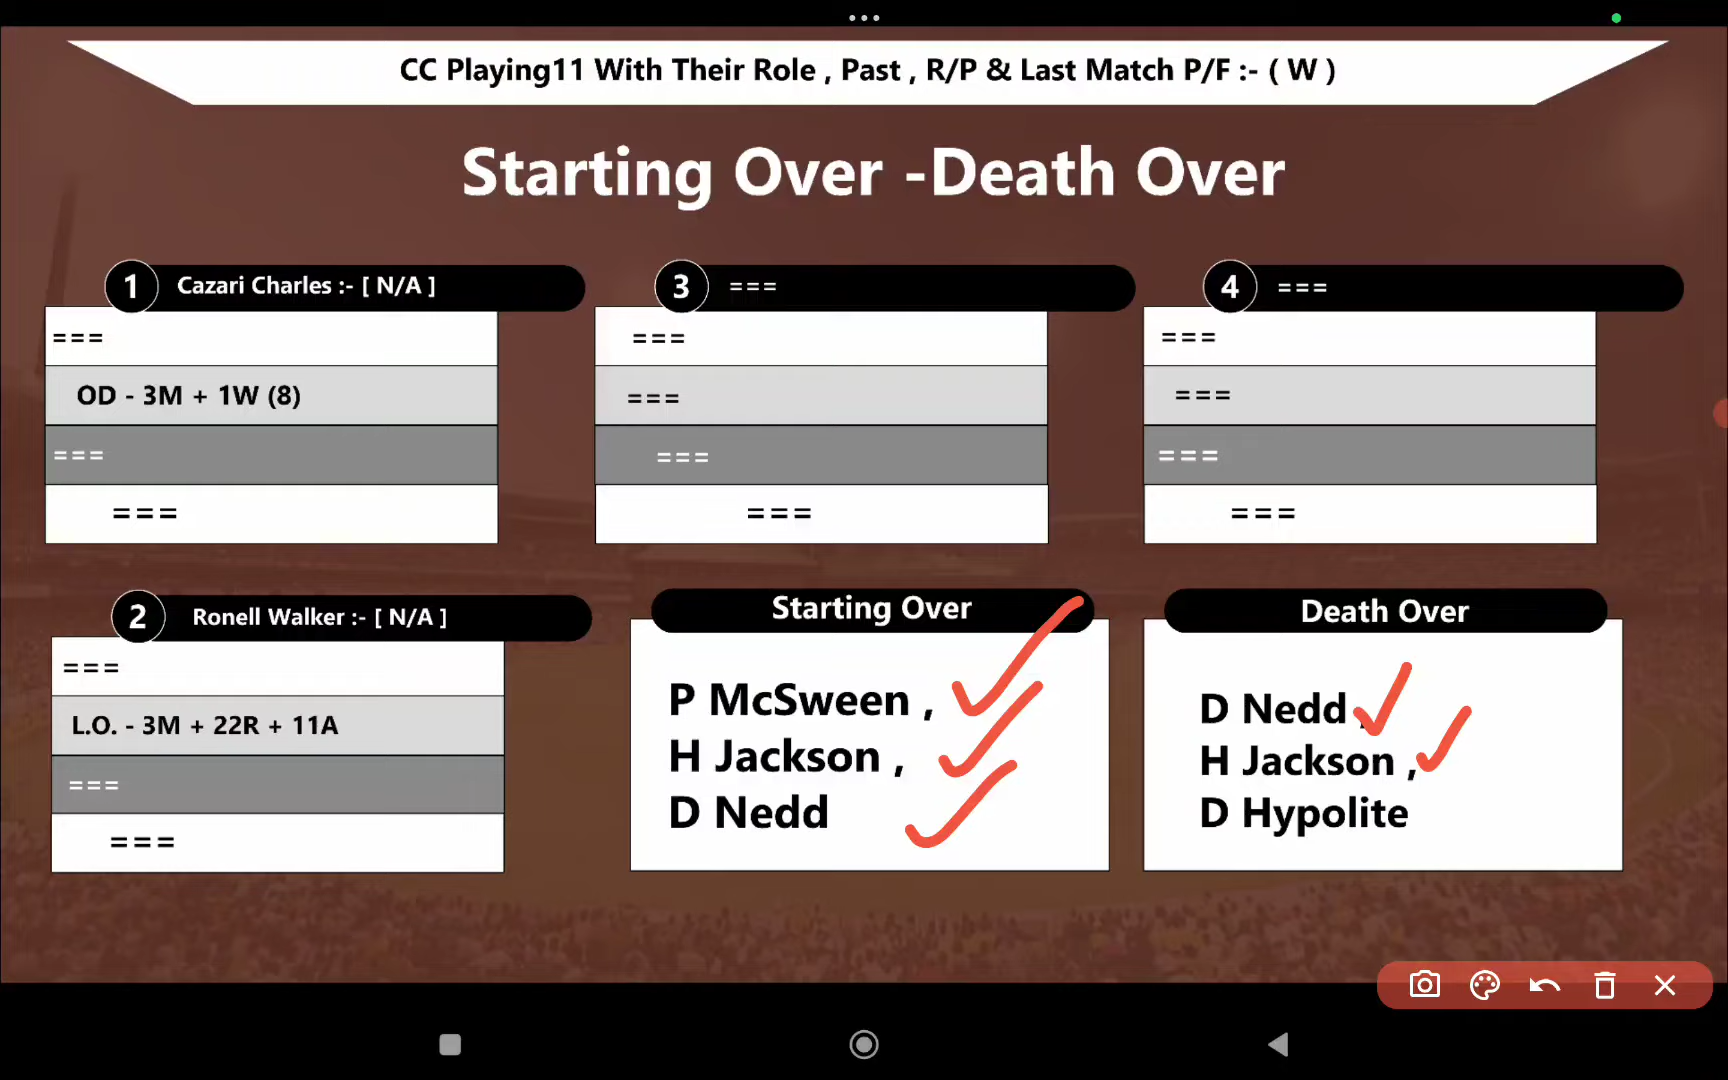 CC Playing11 With Their Role , Past , R/P & Last Match P/F :- ( W )
Starting Over -Death Over
1 Cazari Charles :- [ N/A ]
===
OD - 3M + 1W (8)
===
===
3 ===
===
===
===
===
4 ===
===
===
===
===
2 Ronell Walker :- [ N/A ]
===
L.O. - 3M + 22R + 11A
===
===
Starting Over
P McSween ,
H Jackson ,
D Nedd
Death Over
D Nedd ,
H Jackson ,
D Hypolite